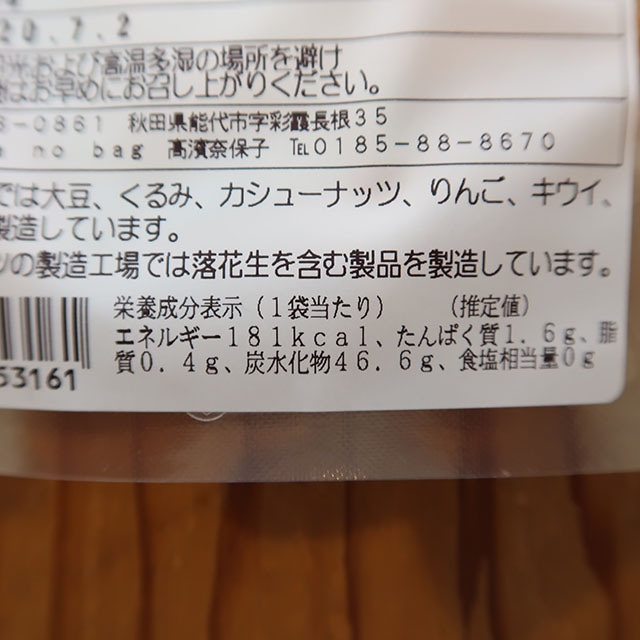 20.7.2
光および高温多湿の場所を避け
はお早めにお召し上がりください。
-0861 秋田県能代市字彩霞長根35
no bag 高濱奈保子 TEL0185-88-8670
では大豆、くるみ、カシューナッツ、りんご、キウイ、
製造しています。
ツの製造工場では落花生を含む製品を製造しています。
栄養成分表示(1袋当たり) (推定値)
エネルギー181kcal、たんぱく質1.6g、脂
質0.4g、炭水化物46.6g、食塩相当量0g
53161